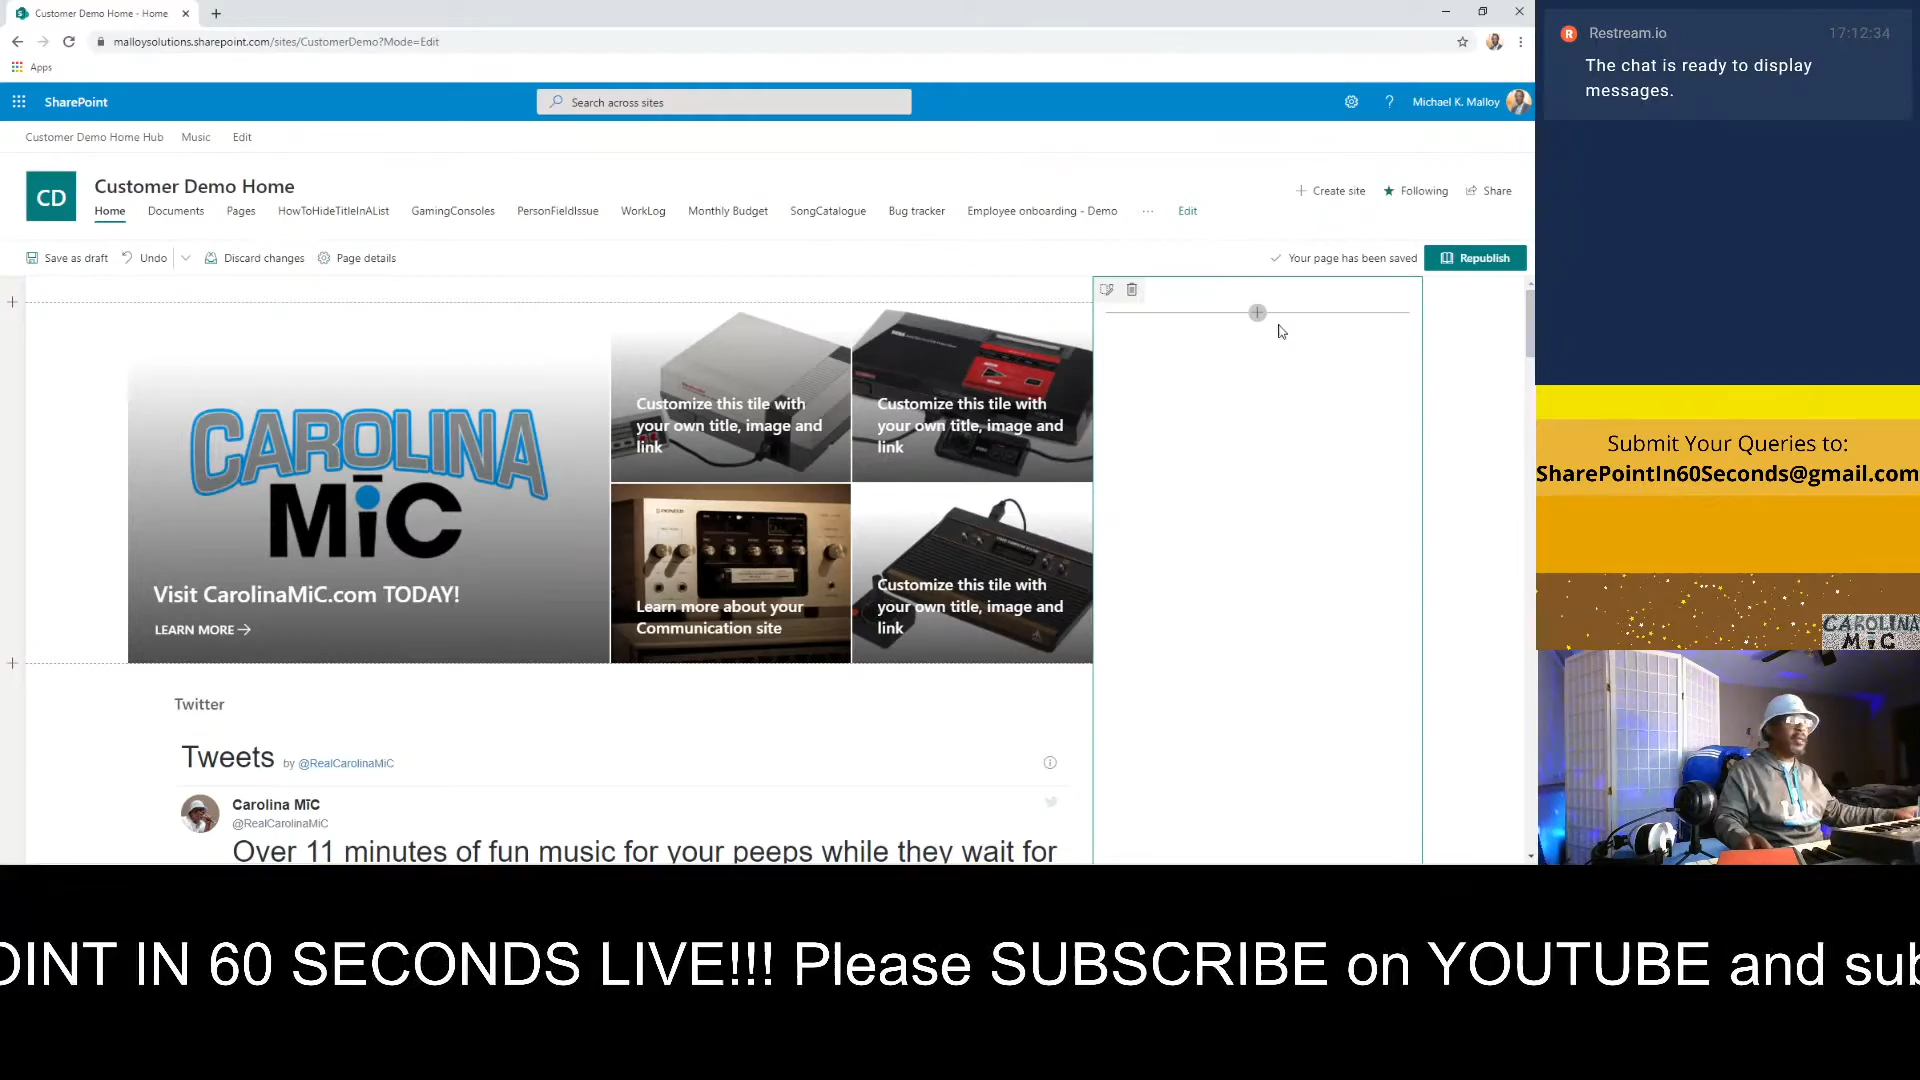 Customer Demo Home - Home
malloysolutions.sharepoint.com/sites/CustomerDemo?Mode=Edit
Apps
SharePoint
Search across sites
Michael K. Malloy
Customer Demo Home Hub
Music
Edit
CD
Customer Demo Home
Create site
Following
Share
Home
Documents
Pages
HowToHideTitleInAList
GamingConsoles
PersonFieldIssue
WorkLog
Monthly Budget
SongCatalogue
Bug tracker
Employee onboarding - Demo
...
Edit
Save as draft
Undo
Discard changes
Page details
Your page has been saved
Republish
CAROLINA
MiC
Visit CarolinaMiC.com TODAY!
LEARN MORE
Customize this tile with
your own title, image and
link
Customize this tile with
your own title, image and
link
PIONEER
Learn more about your
Communication site
Customize this tile with
your own title, image and
link
Twitter
Tweets by @RealCarolinaMiC
Carolina MīC
@RealCarolinaMiC
Over 11 minutes of fun music for your peeps while they wait for
R
Restream.io
17:12:34
The chat is ready to display
messages.
Submit Your Queries to:
SharePointIn60Seconds@gmail.com
CAROLINA
MiC
OINT IN 60 SECONDS LIVE!!! Please SUBSCRIBE on YOUTUBE and sub